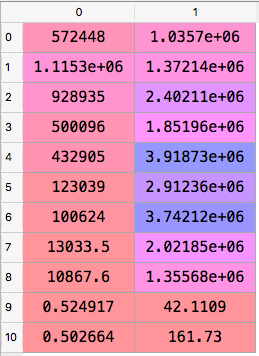 0 1
0 572448 1.0357e+06
1 1.1153e+06 1.37214e+06
2 928935 2.40211e+06
3 500096 1.85196e+06
4 432905 3.91873e+06
5 123039 2.91236e+06
6 100624 3.74212e+06
7 13033.5 2.02185e+06
8 10867.6 1.35568e+06
9 0.524917 42.1109
10 0.502664 161.73